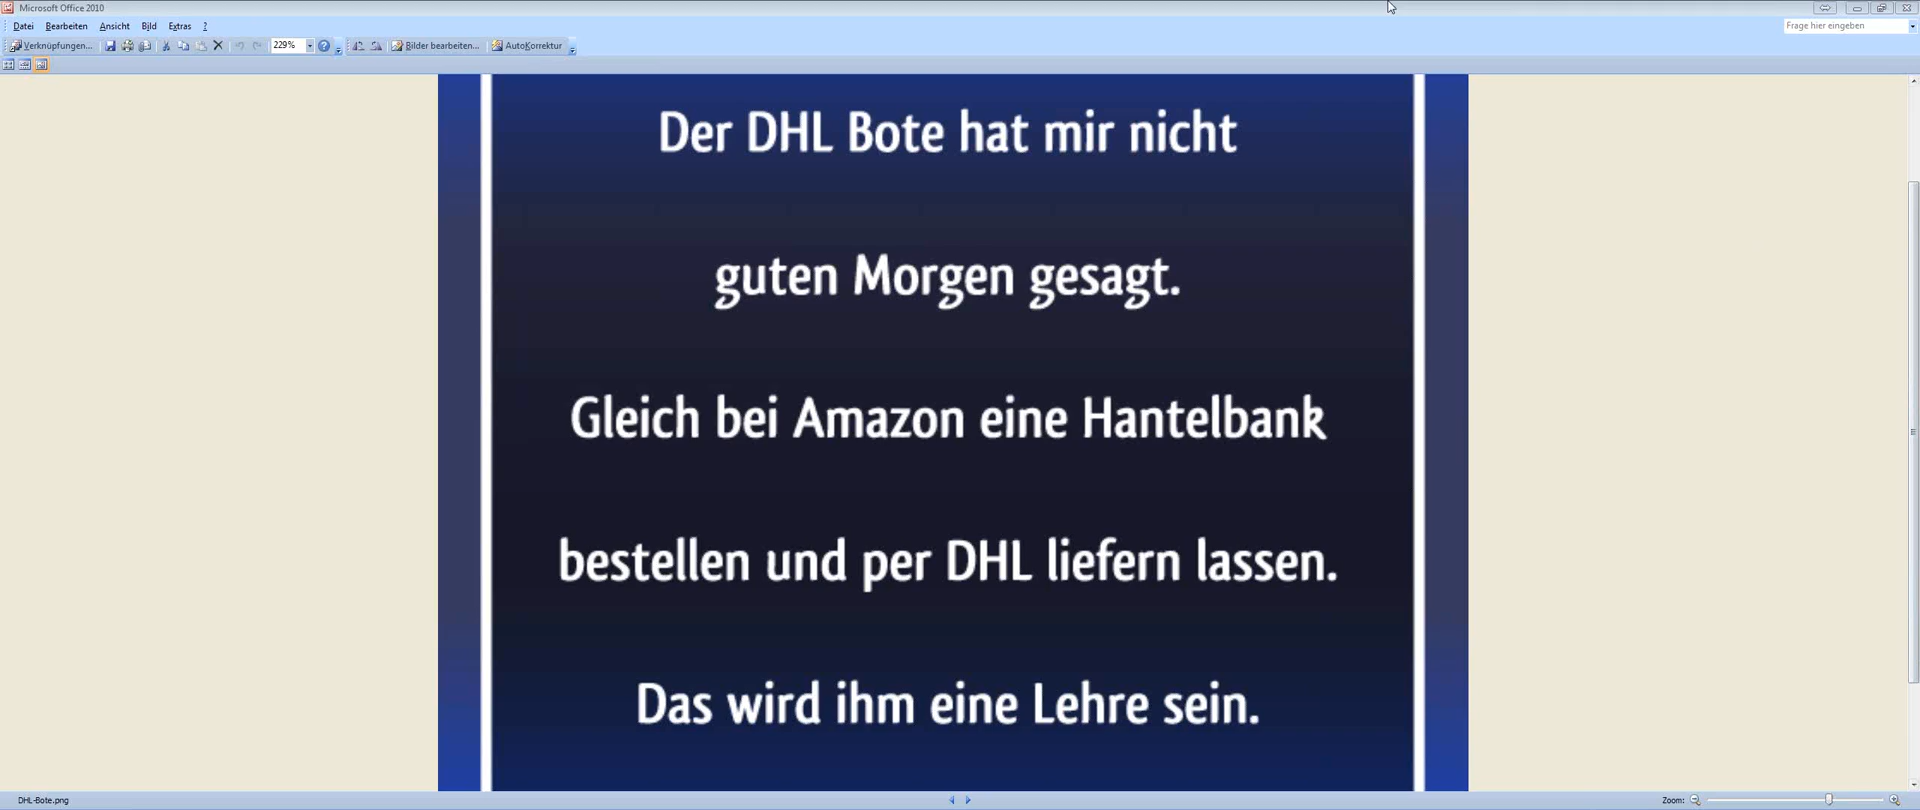 Microsoft Office 2010
Datei Bearbeiten Ansicht Bild Extras ?
Frage hier eingeben
Verknüpfungen... 229% Bilder bearbeiten... AutoKorrektur
Der DHL Bote hat mir nicht
guten Morgen gesagt.
Gleich bei Amazon eine Hantelbank
bestellen und per DHL liefern lassen.
Das wird ihm eine Lehre sein.
DHL-Bote.png Zoom: